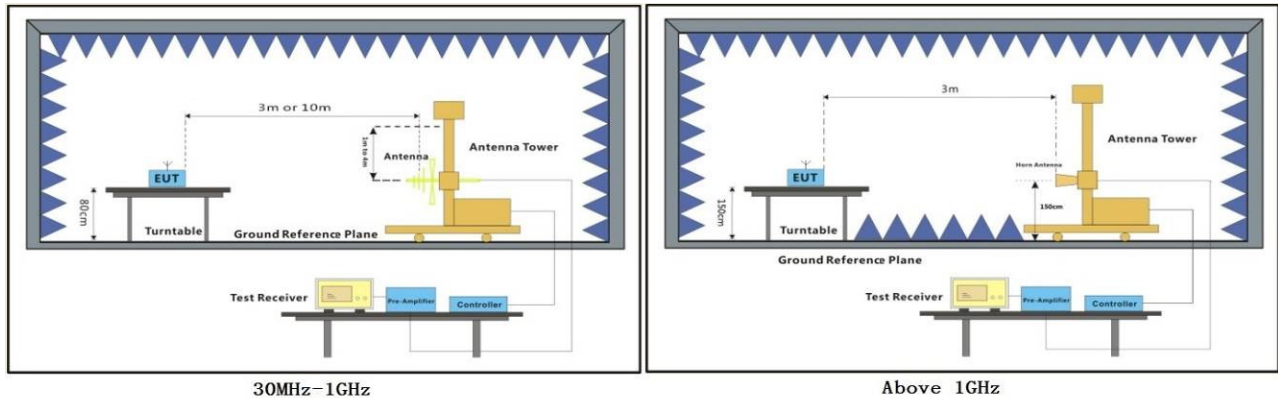 3m or 10m
1m to 4m
Antenna
Antenna Tower
EUT
80cm
Turntable
Ground Reference Plane
Test Receiver
Pre-Amplifier
Controller
30MHz-1GHz
3m
Antenna Tower
Horn Antenna
EUT
150cm
150cm
Turntable
Ground Reference Plane
Test Receiver
Pre-Amplifier
Controller
Above 1GHz